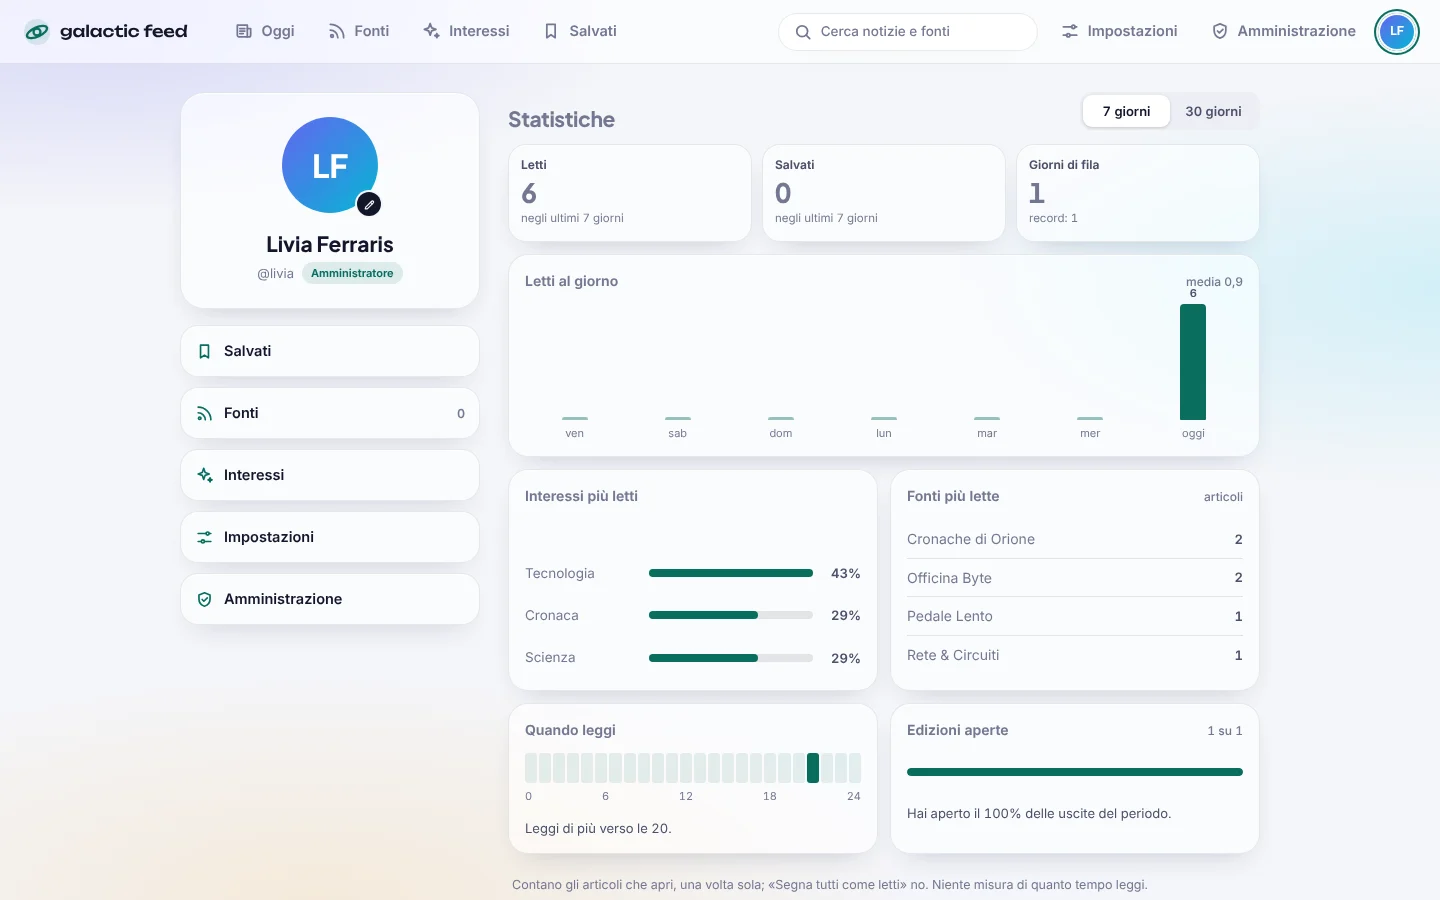 galactic feed
Oggi
Fonti
Interessi
Salvati
Cerca notizie e fonti
Impostazioni
Amministrazione
LF
LF
Livia Ferraris
@livia
Amministratore
Salvati
Fonti
0
Interessi
Impostazioni
Amministrazione
Statistiche
7 giorni
30 giorni
Letti
6
negli ultimi 7 giorni
Salvati
0
negli ultimi 7 giorni
Giorni di fila
1
record: 1
Letti al giorno
media 0,9
6
ven
sab
dom
lun
mar
mer
oggi
Interessi più letti
Tecnologia
43%
Cronaca
29%
Scienza
29%
Fonti più lette
articoli
Cronache di Orione
2
Officina Byte
2
Pedale Lento
1
Rete & Circuiti
1
Quando leggi
0
6
12
18
24
Leggi di più verso le 20.
Edizioni aperte
1 su 1
Hai aperto il 100% delle uscite del periodo.
Contano gli articoli che apri, una volta sola; «Segna tutti come letti» no. Niente misura di quanto tempo leggi.